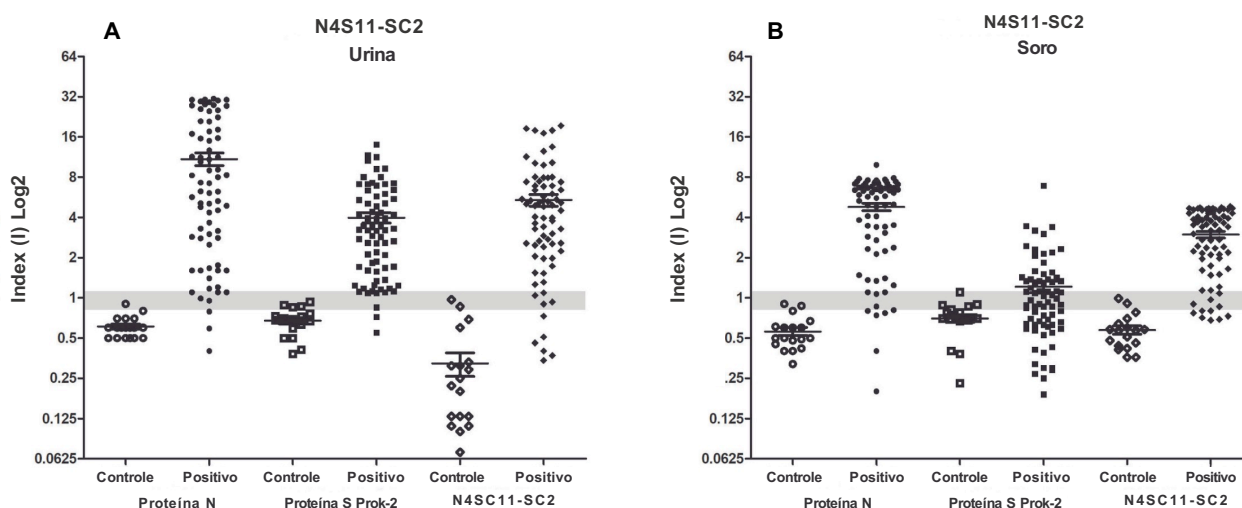 A
N4S11-SC2
Urina
Index (I) Log2
64
32
16
8
4
2
1
0.5
.25
0.125
0.0625
Controle Positivo Controle Positivo Controle Positivo
Proteína N Proteína S Prok-2 N4SC11-SC2
B
N4S11-SC2
Soro
Index (I) Log2
64
32
16
8
4
2
1
0.5
.25
0.125
0.0625
Controle Positivo Controle Positivo Controle Positivo
Proteína N Proteína S Prok-2 N4SC11-SC2